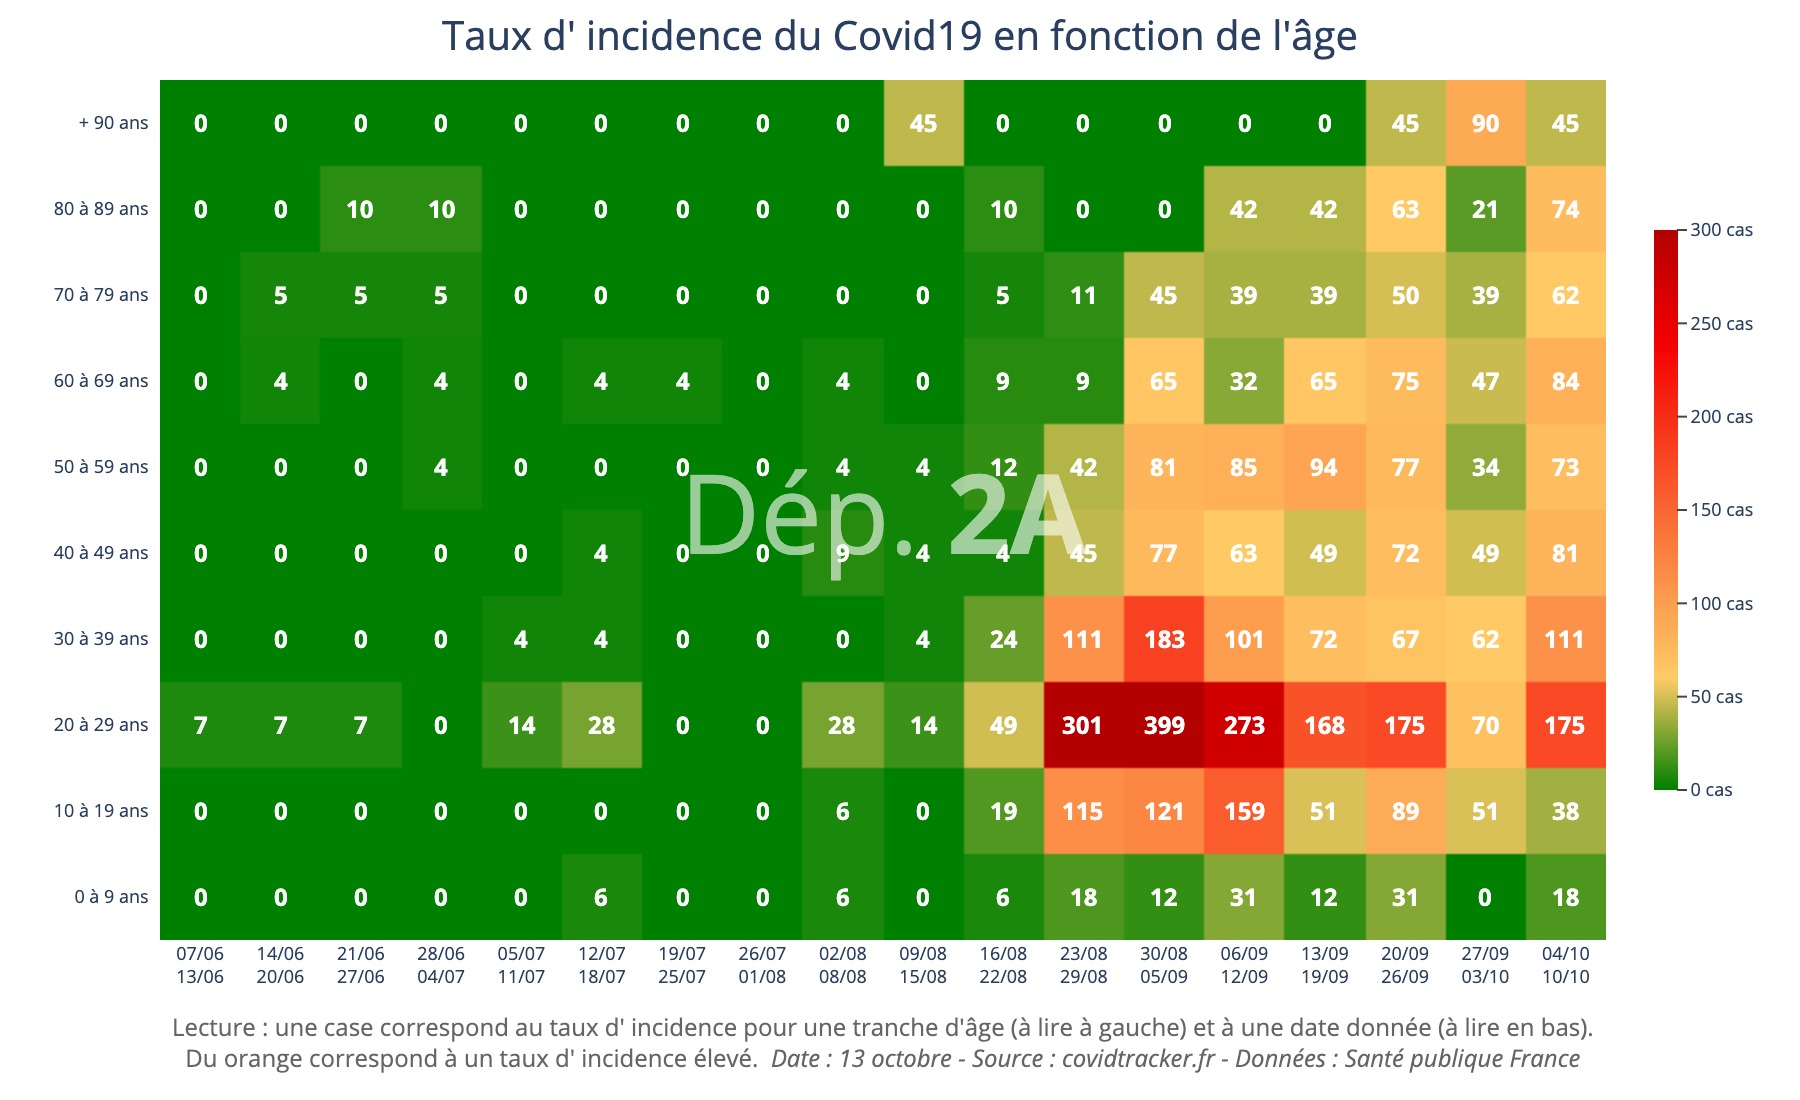 Taux d' incidence du Covid19 en fonction de l'âge
+ 90 ans 0 0 0 0 0 0 0 0 0 45 0 0 0 0 0 45 90 45
80 à 89 ans 0 0 10 10 0 0 0 0 0 0 10 0 0 42 42 63 21 74
300 cas
70 à 79 ans 0 5 5 5 0 0 0 0 0 0 5 11 45 39 39 50 39 62
250 cas
60 à 69 ans 0 4 0 4 0 4 4 0 4 0 9 9 65 32 65 75 47 84
200 cas
50 à 59 ans 0 0 0 4 0 0 0 0 4 4 12 42 81 85 94 77 34 73
Dép. 2A
150 cas
40 à 49 ans 0 0 0 0 0 4 0 0 9 4 4 45 77 63 49 72 49 81
100 cas
30 à 39 ans 0 0 0 0 4 4 0 0 0 4 24 111 183 101 72 67 62 111
50 cas
20 à 29 ans 7 7 7 0 14 28 0 0 28 14 49 301 399 273 168 175 70 175
0 cas
10 à 19 ans 0 0 0 0 0 0 0 0 6 0 19 115 121 159 51 89 51 38
0 à 9 ans 0 0 0 0 0 6 0 0 6 0 6 18 12 31 12 31 0 18
07/06 14/06 21/06 28/06 05/07 12/07 19/07 26/07 02/08 09/08 16/08 23/08 30/08 06/09 13/09 20/09 27/09 04/10
13/06 20/06 27/06 04/07 11/07 18/07 25/07 01/08 08/08 15/08 22/08 29/08 05/09 12/09 19/09 26/09 03/10 10/10
Lecture : une case correspond au taux d' incidence pour une tranche d'âge (à lire à gauche) et à une date donnée (à lire en bas).
Du orange correspond à un taux d' incidence élevé. Date : 13 octobre - Source : covidtracker.fr - Données : Santé publique France